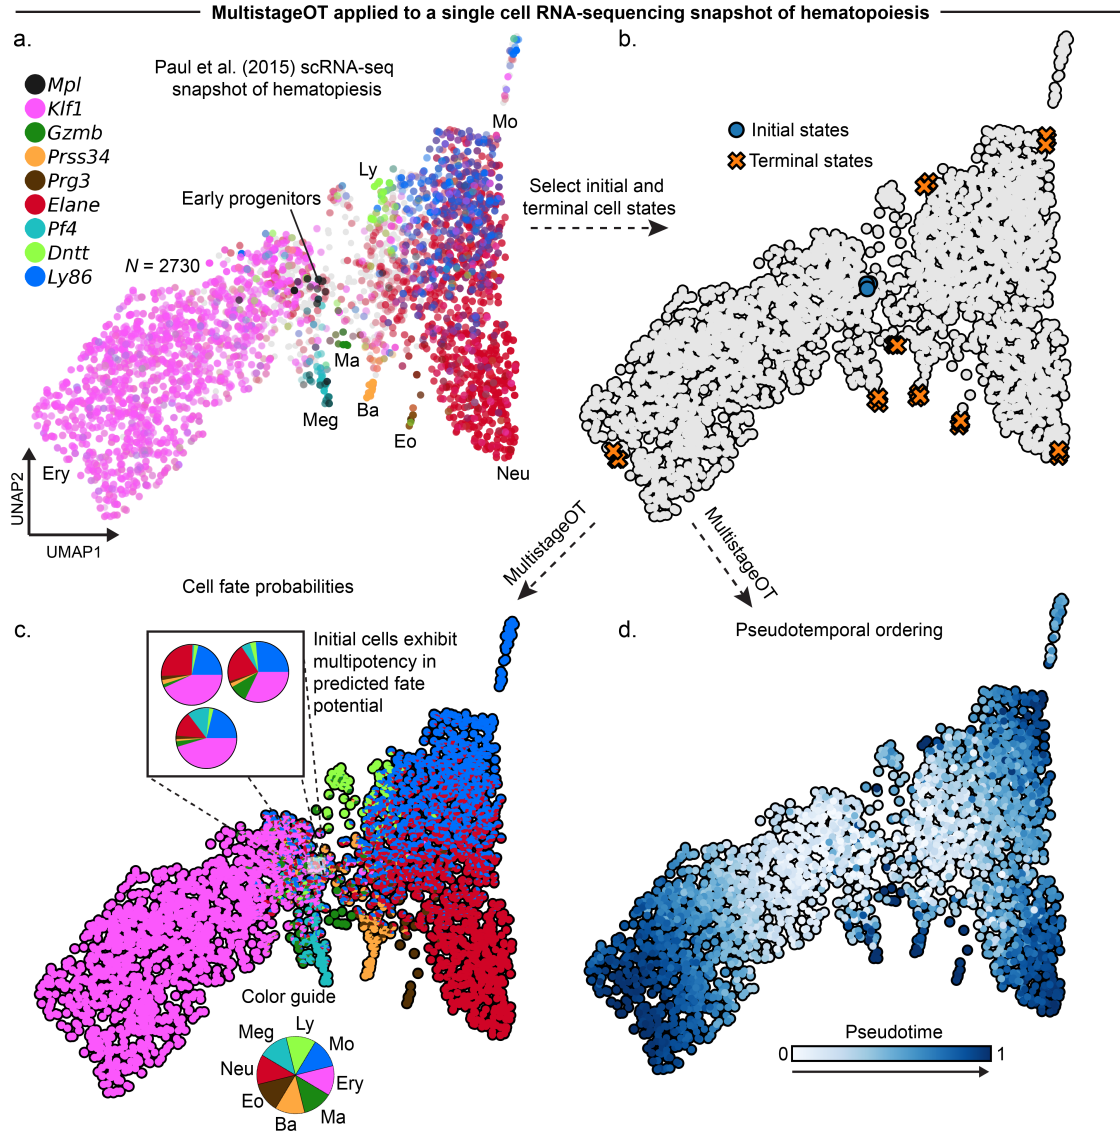 MultistageOT applied to a single cell RNA-sequencing snapshot of hematopoiesis
a.
Paul et al. (2015) scRNA-seq
snapshot of hematopiesis
Mpl
Klf1
Gzmb
Prss34
Prg3
Elane
Pf4
Dntt
Ly86
Early progenitors
N = 2730
Mo
Ly
Ma
Meg
Ba
Eo
Neu
Ery
UNAP2
UMAP1
Select initial and
terminal cell states
b.
Initial states
Terminal states
MultistageOT
MultistageOT
Cell fate probabilities
c.
Initial cells exhibit
multipotency in
predicted fate
potential
Color guide
Ly
Meg
Mo
Neu
Ery
Eo
Ma
Ba
d.
Pseudotemporal ordering
Pseudotime
0
1